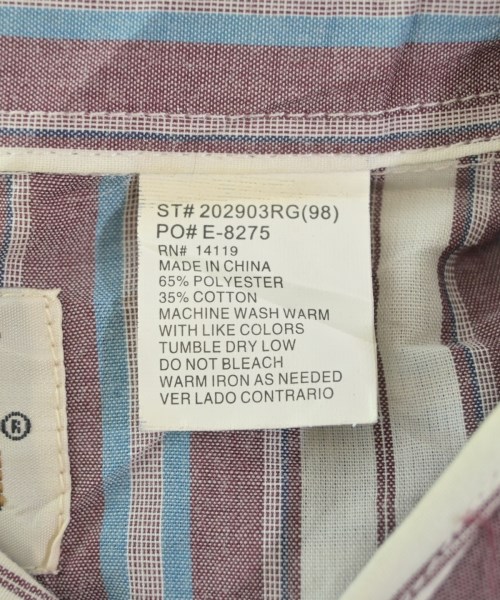 ST# 202903RG(98)
PO# E-8275
RN# 14119
MADE IN CHINA
65% POLYESTER
35% COTTON
MACHINE WASH WARM
WITH LIKE COLORS
TUMBLE DRY LOW
DO NOT BLEACH
WARM IRON AS NEEDED
VER LADO CONTRARIO
®